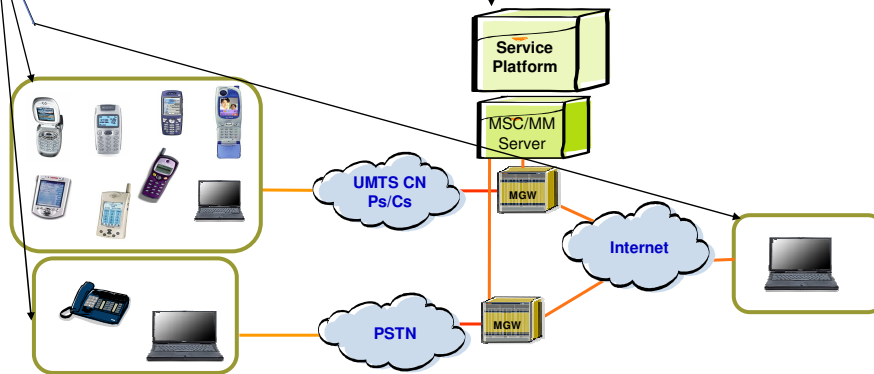 Service
Platform
MSC/MM
Server
UMTS CN
Ps/Cs
MGW
Internet
PSTN
MGW